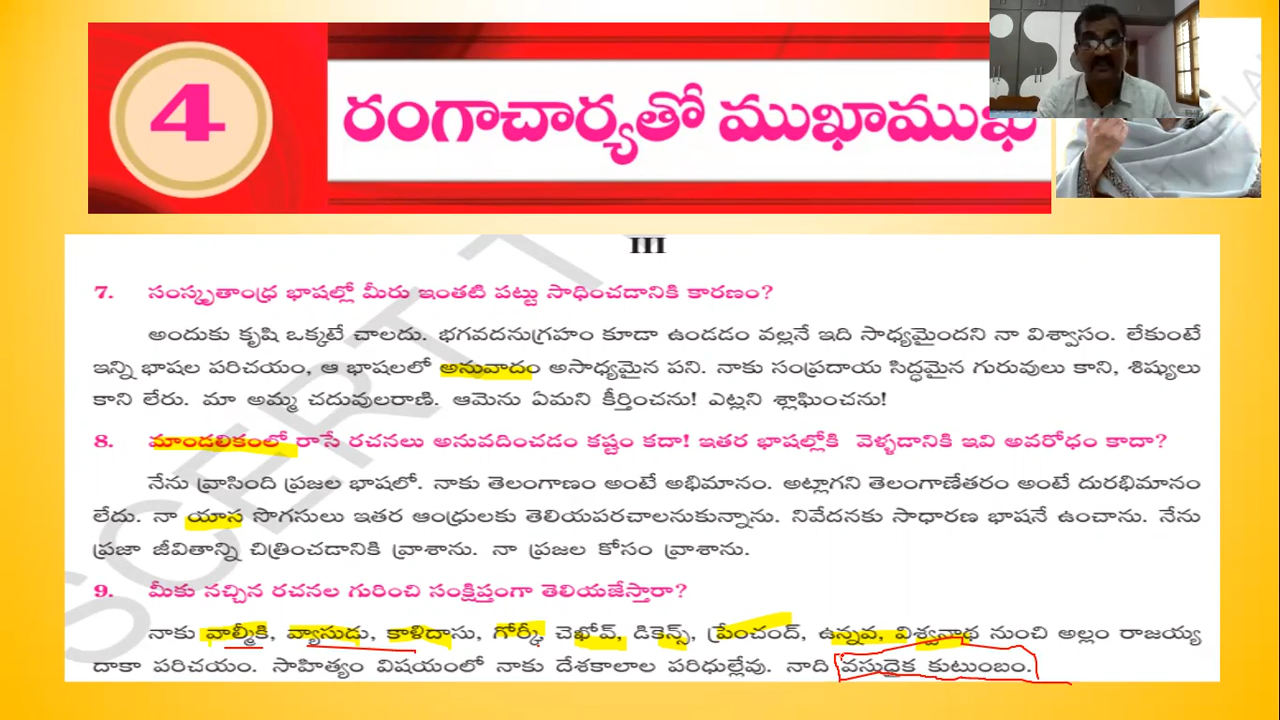 4
రంగాచార్యతో ముఖాముఖి
III
7. సంస్కృతాంధ్ర భాషల్లో మీరు ఇంతటి పట్టు సాధించడానికి కారణం?
అందుకు కృషి ఒక్కటే చాలదు. భగవదనుగ్రహం కూడా ఉండడం వల్లనే ఇది సాధ్యమైందని నా విశ్వాసం. లేకుంటే
ఇన్ని భాషల పరిచయం, ఆ భాషలలో అనువాదం అసాధ్యమైన పని. నాకు సంప్రదాయ సిద్ధమైన గురువులు కాని, శిష్యులు
కాని లేరు. మా అమ్మ చదువులరాణి. ఆమెను ఏమని కీర్తించను! ఎట్లని శ్లాఘించను!
8. మాండలికంలో రాసే రచనలు అనువదించడం కష్టం కదా! ఇతర భాషల్లోకి వెళ్ళడానికి ఇవి అవరోధం కాదా?
నేను వ్రాసింది ప్రజల భాషలో. నాకు తెలంగాణం అంటే అభిమానం. అట్లాగని తెలంగాణేతరం అంటే దురభిమానం
లేదు. నా యాస సొగసులు ఇతర ఆంధ్రులకు తెలియపరచాలనుకున్నాను. నివేదనకు సాధారణ భాషనే ఉంచాను. నేను
ప్రజా జీవితాన్ని చిత్రించడానికి వ్రాశాను. నా ప్రజల కోసం వ్రాశాను.
9. మీకు నచ్చిన రచనల గురించి సంక్షిప్తంగా తెలియజేస్తారా?
నాకు వాల్మీకి, వ్యాసుడు, కాళిదాసు, గోర్కీ చెఖోవ్, డికెన్స్, ప్రేంచంద్, ఉన్నవ, విశ్వనాథ నుంచి అల్లం రాజయ్య
దాకా పరిచయం. సాహిత్యం విషయంలో నాకు దేశకాలాల పరిధుల్లేవు. నాది వసుధైక కుటుంబం.
SCERT T